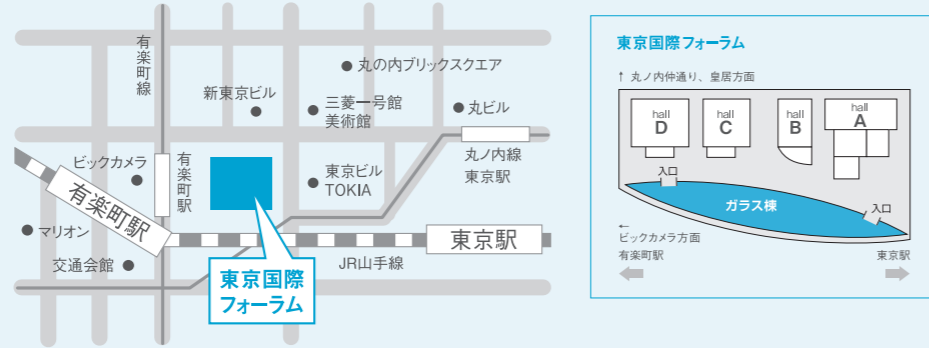 有楽町線
丸の内ブリックスクエア
新東京ビル
三菱一号館
美術館
丸ビル
丸ノ内線
東京駅
ビックカメラ
有楽町駅
有楽町駅
東京ビル
TOKIA
マリオン
交通会館
東京駅
JR山手線
東京国際
フォーラム
東京国際フォーラム
↑ 丸ノ内仲通り、皇居方面
hall
D
hall
C
hall
B
hall
A
入口
ガラス棟
入口
←
ビックカメラ方面
有楽町駅
東京駅